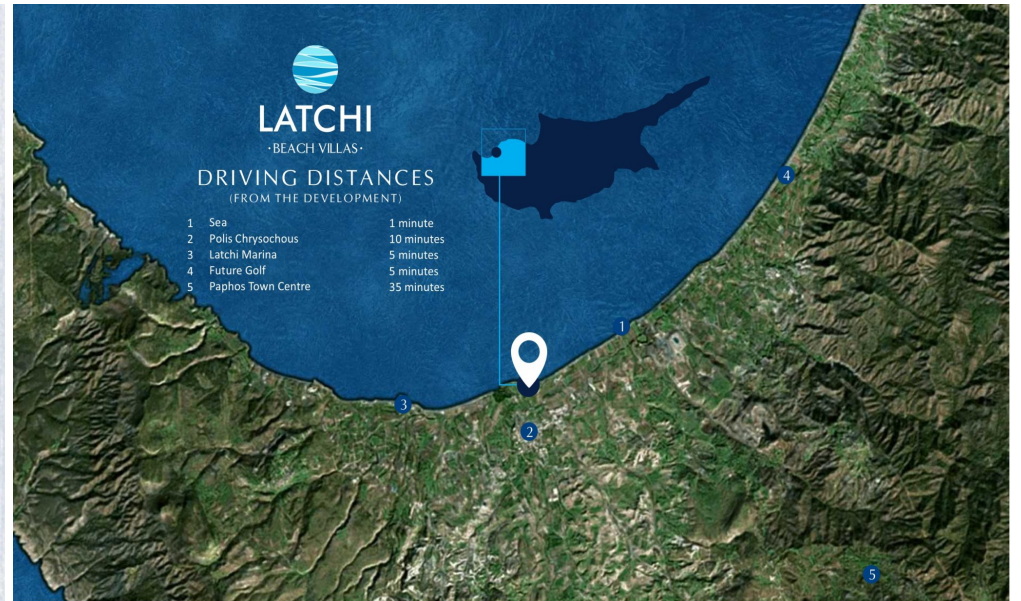 LATCHI
·BEACH VILLAS·
DRIVING DISTANCES
(FROM THE DEVELOPMENT)
1 Sea 1 minute
2 Polis Chrysochous 10 minutes
3 Latchi Marina 5 minutes
4 Future Golf 5 minutes
5 Paphos Town Centre 35 minutes
4
1
3
2
5